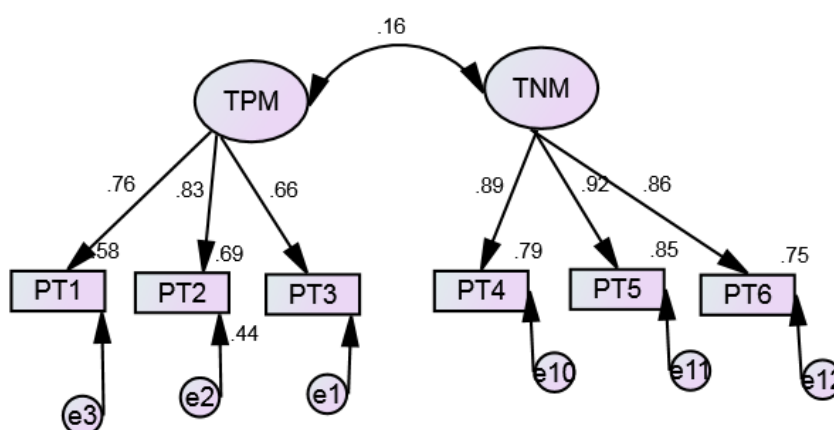 .16
TPM
TNM
.76
.83
.66
.89
.92
.86
.58
.69
.79
.85
.75
PT1
PT2
PT3
PT4
PT5
PT6
.44
e3
e2
e1
e10
e11
e12